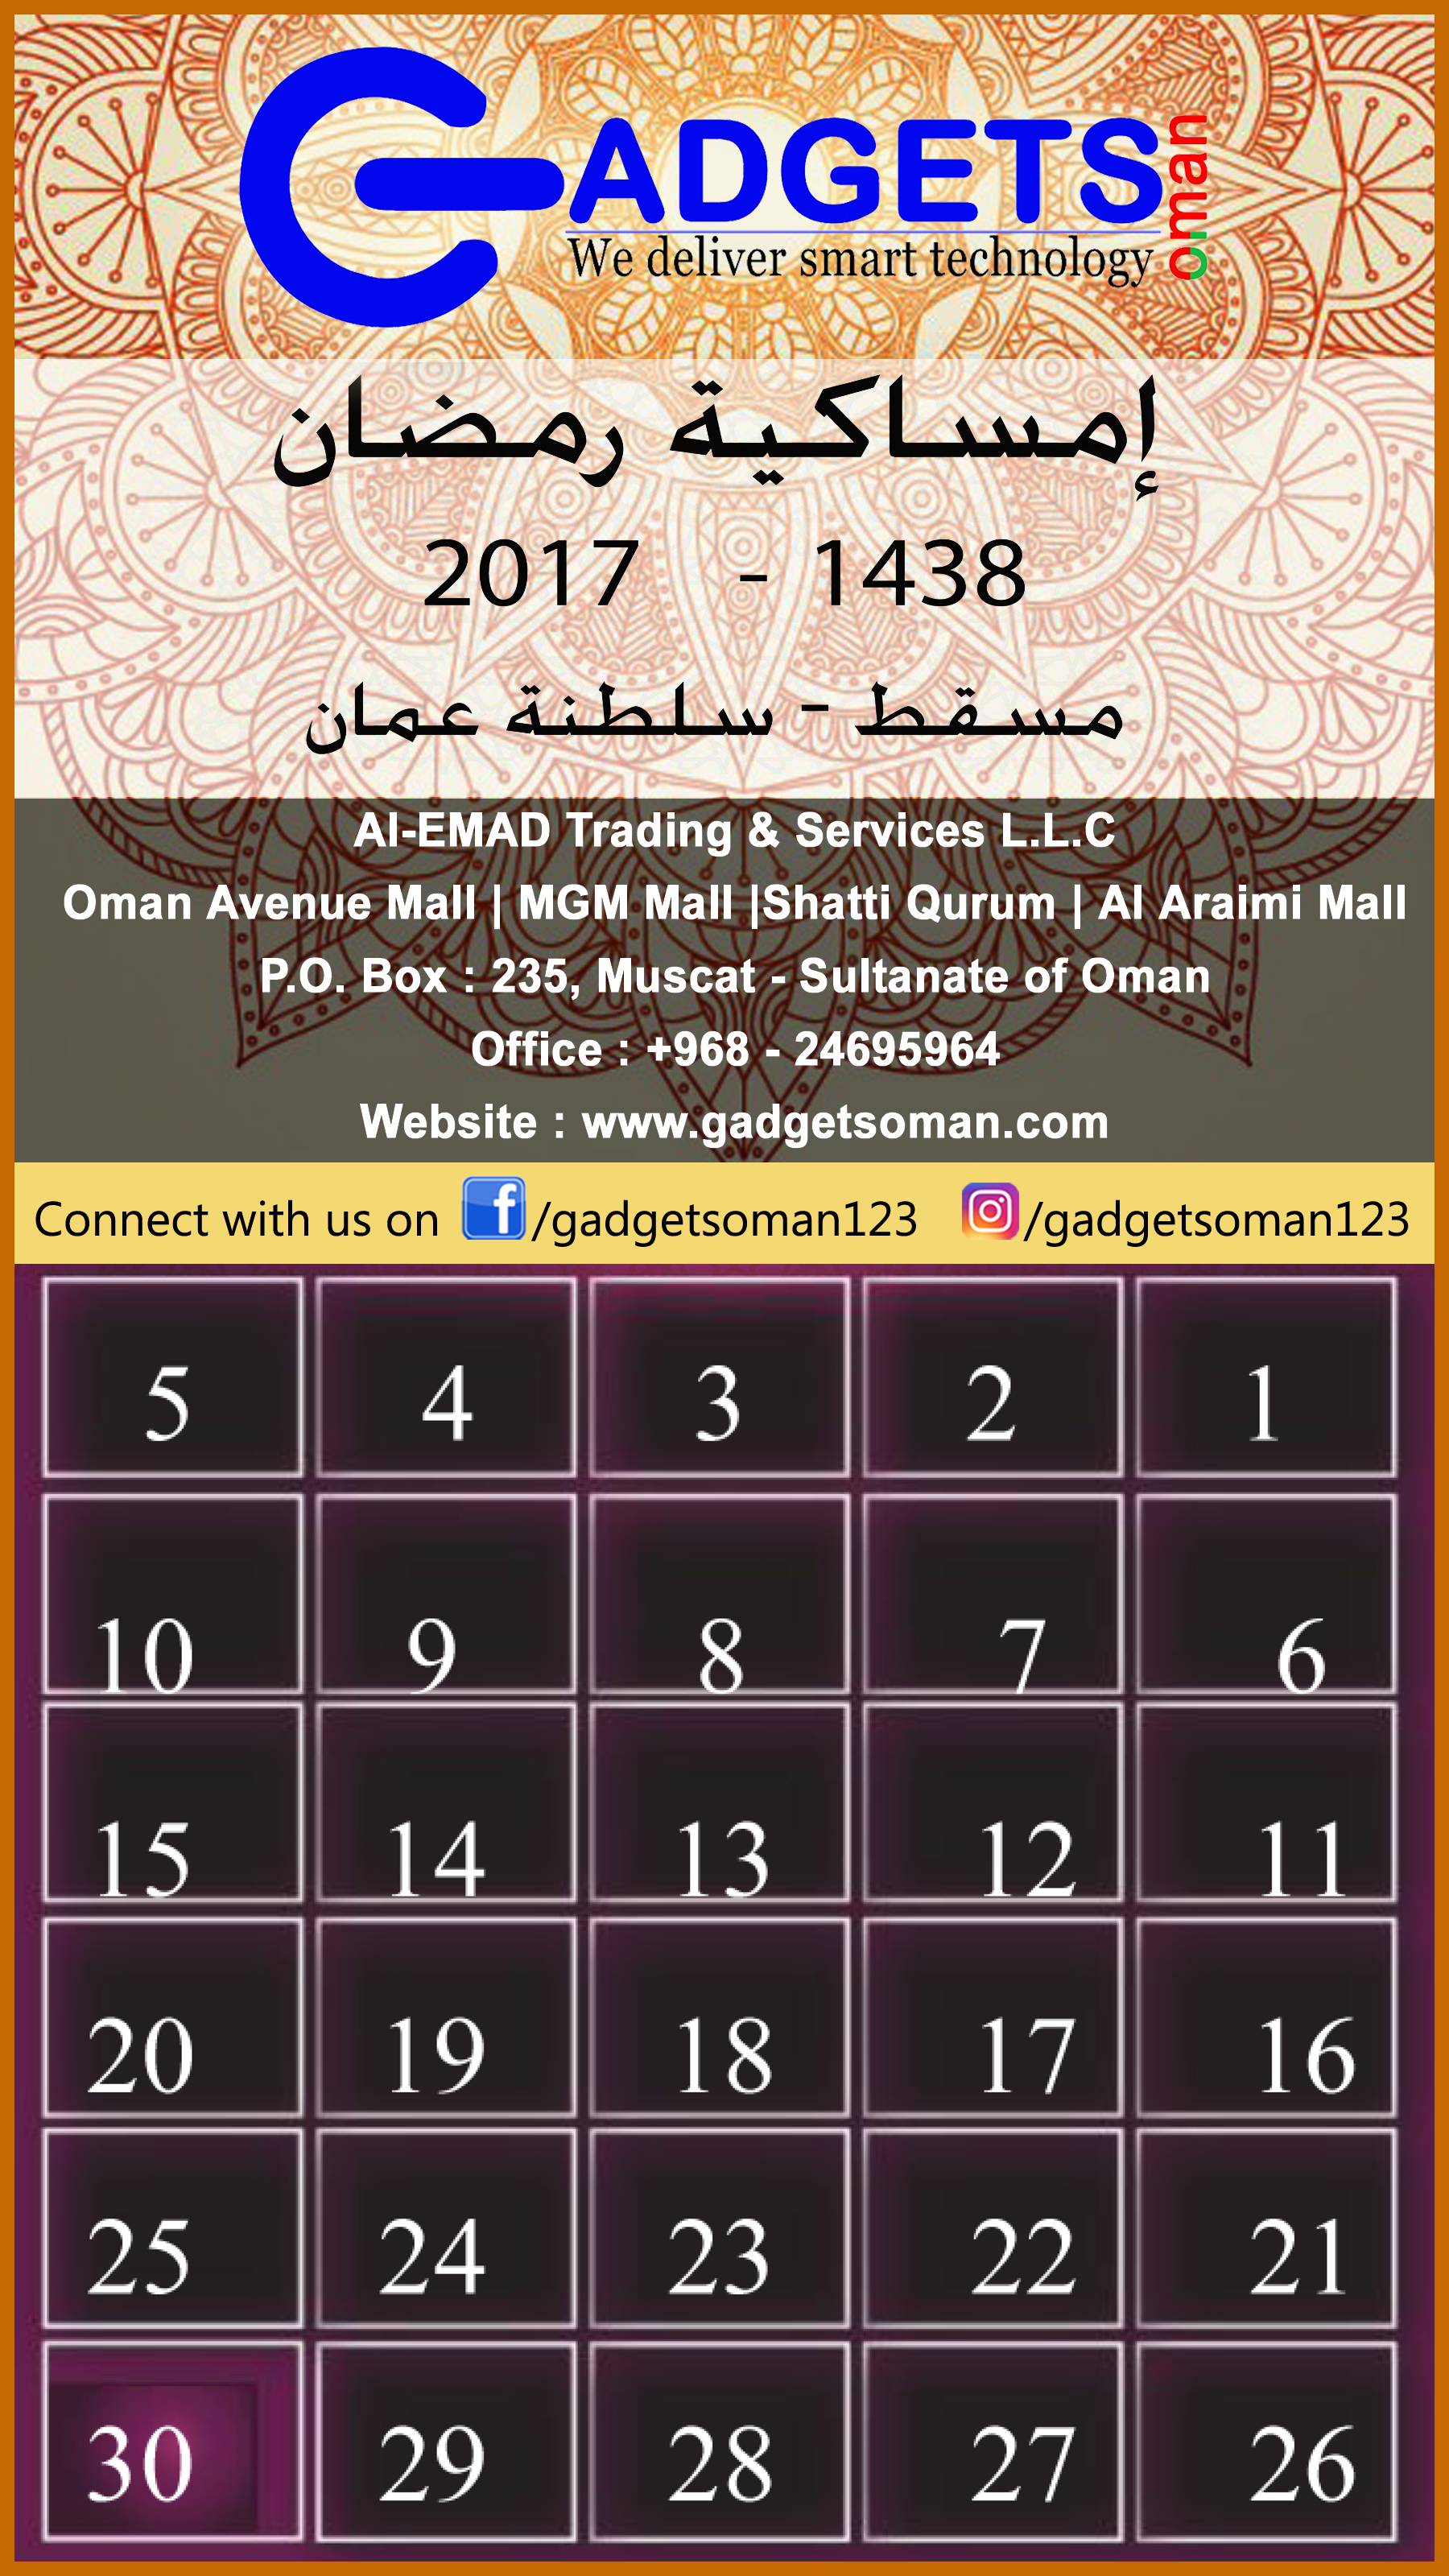 GADGETS oman
We deliver smart technology
إمساكية رمضان
2017 - 1438
مسقط - سلطنة عمان
Al-EMAD Trading & Services L.L.C
Oman Avenue Mall | MGM Mall |Shatti Qurum | Al Araimi Mall
P.O. Box : 235, Muscat - Sultanate of Oman
Office : +968 - 24695964
Website : www.gadgetsoman.com
Connect with us on f/gadgetsoman123 /gadgetsoman123
5 4 3 2 1
10 9 8 7 6
15 14 13 12 11
20 19 18 17 16
25 24 23 22 21
30 29 28 27 26